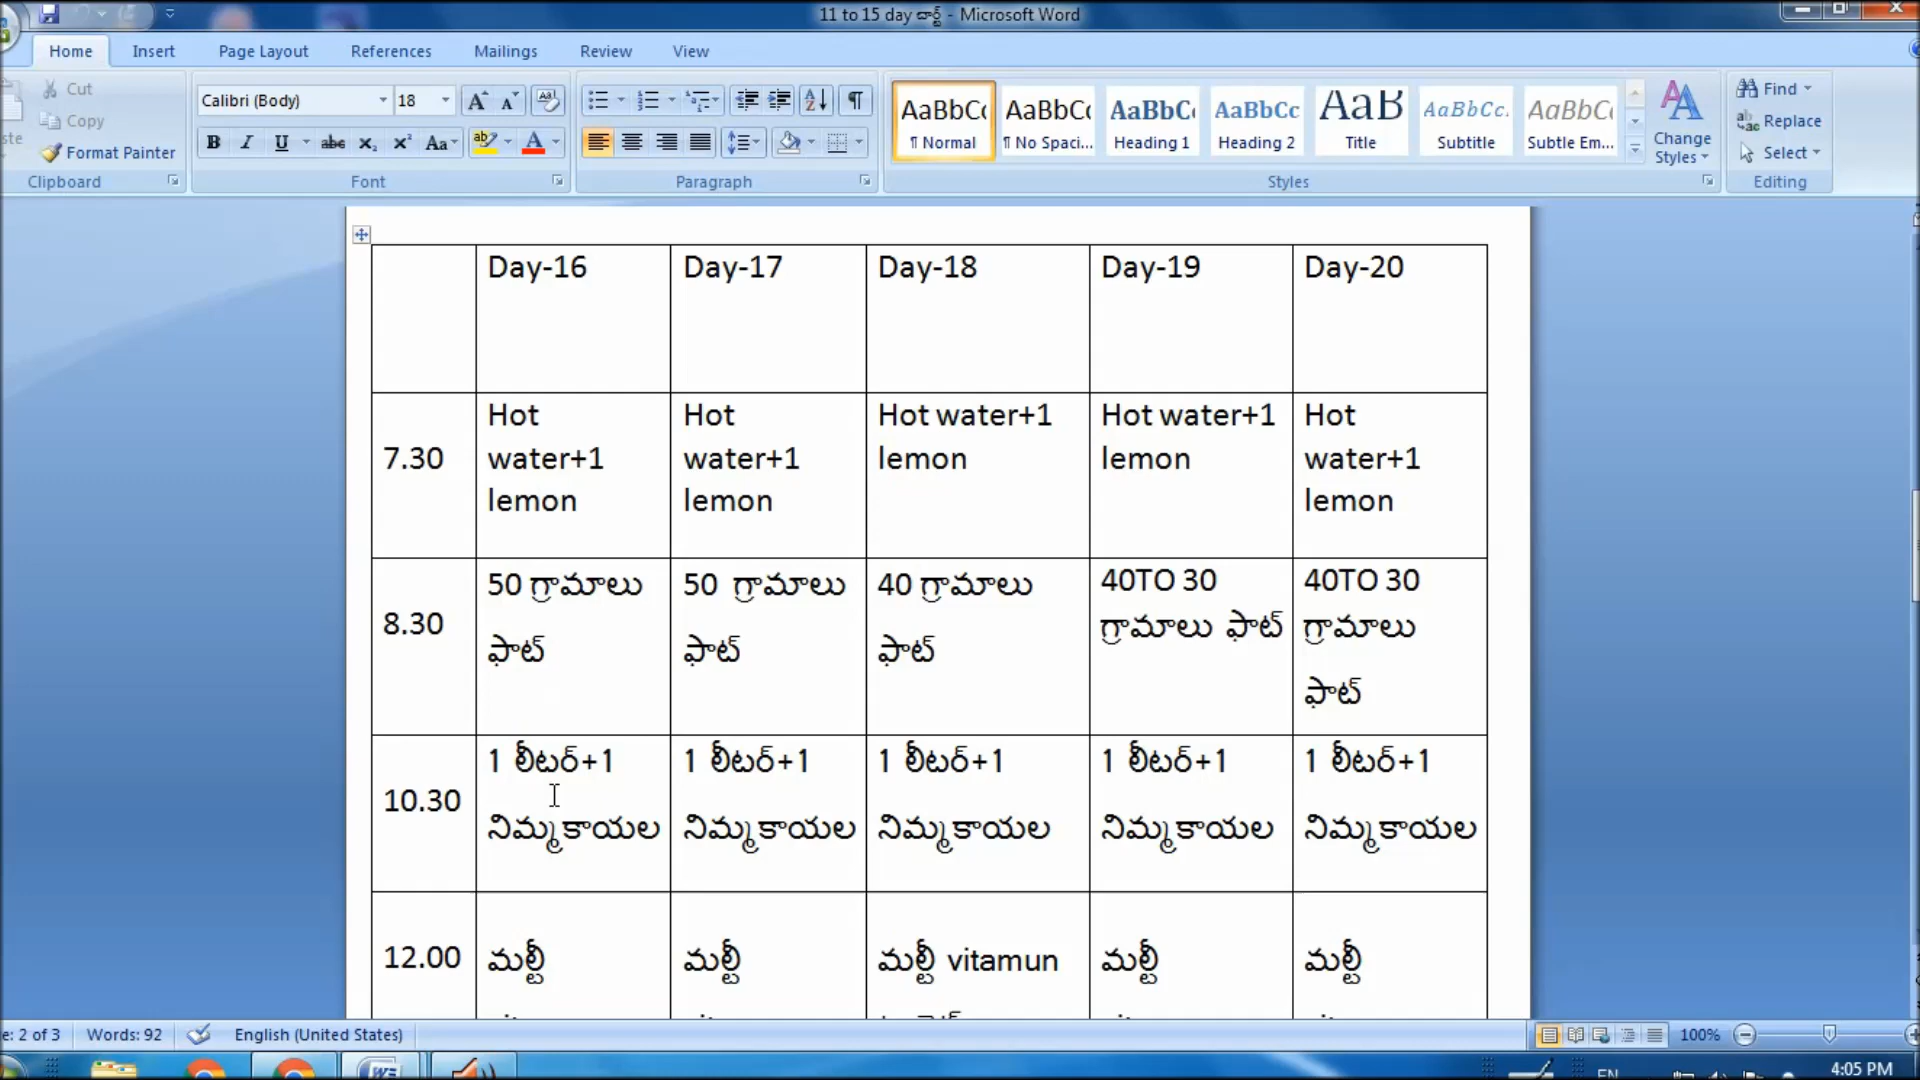 11 to 15 day చార్ట్ - Microsoft Word
Home Insert Page Layout References Mailings Review View
Cut
Copy
Format Painter
Clipboard
Calibri (Body) 18
Font
Paragraph
AaBbCc AaBbCc AaBbC AaBbCc AaB AaBbCc. AaBbCc
¶ Normal ¶ No Spaci... Heading 1 Heading 2 Title Subtitle Subtle Em...
Change Styles
Styles
Find
Replace
Select
Editing
Day-16 Day-17 Day-18 Day-19 Day-20
7.30
Hot water+1 lemon
Hot water+1 lemon
Hot water+1 lemon
Hot water+1 lemon
Hot water+1 lemon
8.30
50 గ్రామాలు ఫాట్
50 గ్రామాలు ఫాట్
40 గ్రామాలు ఫాట్
40TO 30 గ్రామాలు ఫాట్
40TO 30 గ్రామాలు ఫాట్
10.30
1 లీటర్+1 నిమ్మకాయల
1 లీటర్+1 నిమ్మకాయల
1 లీటర్+1 నిమ్మకాయల
1 లీటర్+1 నిమ్మకాయల
1 లీటర్+1 నిమ్మకాయల
12.00
మల్టీ
మల్టీ
మల్టీ vitamun
మల్టీ
మల్టీ
2 of 3 Words: 92 English (United States) 100%
EN 4:05 PM